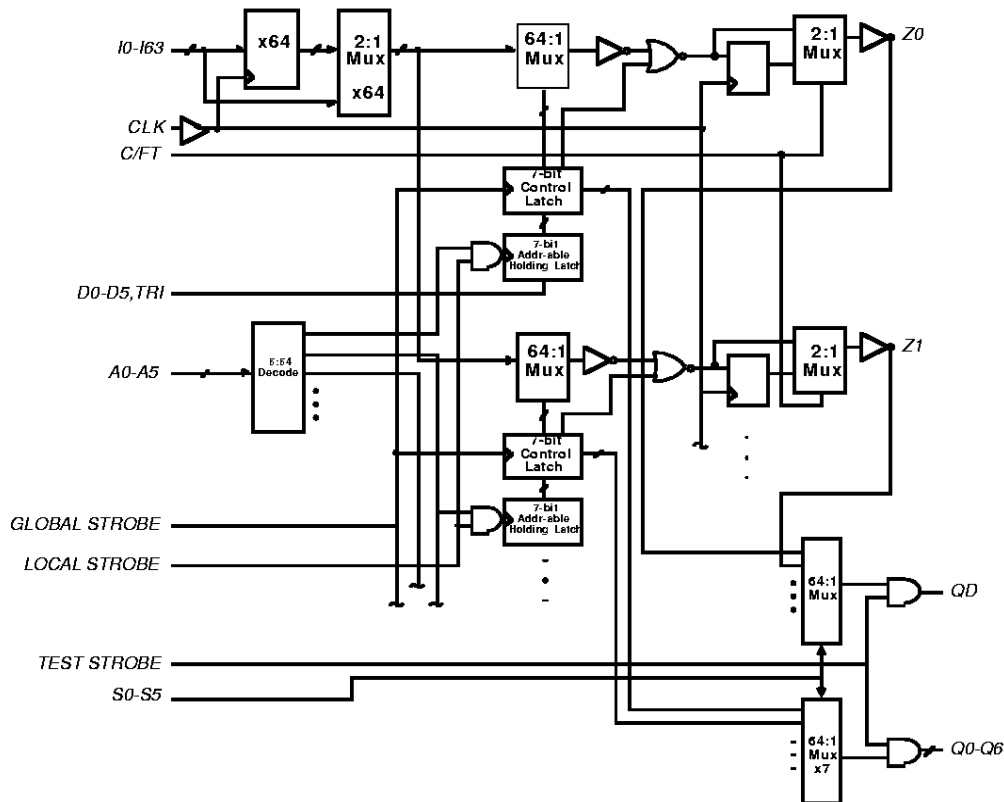 I0-I63
x64
2:1
Mux
x64
64:1
Mux
2:1
Mux
Z0
CLK
C/FT
7-bit
Control
Latch
7-bit
Addr-able
Holding Latch
D0-D5,TRI
A0-A5
Decode
64:1
Mux
2:1
Mux
Z1
7-bit
Control
Latch
7-bit
Addr-able
Holding Latch
GLOBAL STROBE
LOCAL STROBE
64:1
Mux
QD
TEST STROBE
S0-S5
64:1
Mux
x7
Q0-Q6